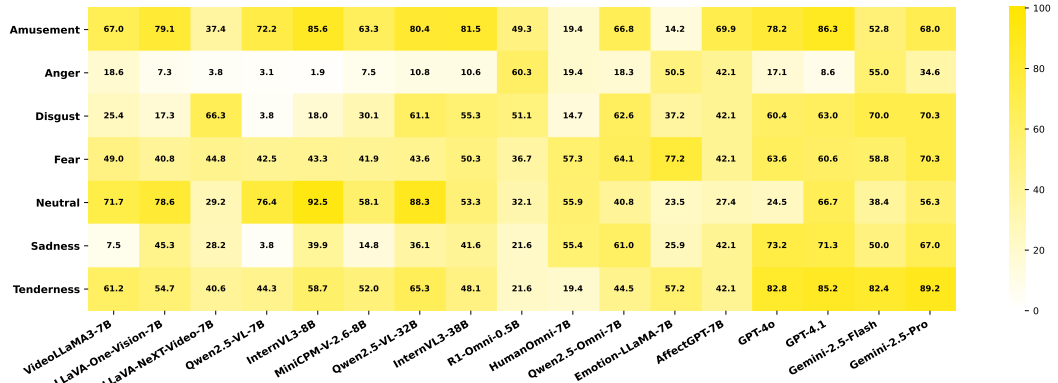 Amusement 67.0 79.1 37.4 72.2 85.6 63.3 80.4 81.5 49.3 19.4 66.8 14.2 69.9 78.2 86.3 52.8 68.0
Anger 18.6 7.3 3.8 3.1 1.9 7.5 10.8 10.6 60.3 19.4 18.3 50.5 42.1 17.1 8.6 55.0 34.6
Disgust 25.4 17.3 66.3 3.8 18.0 30.1 61.1 55.3 51.1 14.7 62.6 37.2 42.1 60.4 63.0 70.0 70.3
Fear 49.0 40.8 44.8 42.5 43.3 41.9 43.6 50.3 36.7 57.3 64.1 77.2 42.1 63.6 60.6 58.8 70.3
Neutral 71.7 78.6 29.2 76.4 92.5 58.1 88.3 53.3 32.1 55.9 40.8 23.5 27.4 24.5 66.7 38.4 56.3
Sadness 7.5 45.3 28.2 3.8 39.9 14.8 36.1 41.6 21.6 55.4 61.0 25.9 42.1 73.2 71.3 50.0 67.0
Tenderness 61.2 54.7 40.6 44.3 58.7 52.0 65.3 48.1 21.6 19.4 44.5 57.2 42.1 82.8 85.2 82.4 89.2
VideoLLaMA3-7B
LLaVA-One-Vision-7B
LLaVA-NeXT-Video-7B
Qwen2.5-VL-7B
InternVL3-8B
MiniCPM-V-2.6-8B
Qwen2.5-VL-32B
InternVL3-38B
R1-Omni-0.5B
HumanOmni-7B
Qwen2.5-Omni-7B
Emotion-LLaMA-7B
AffectGPT-7B
GPT-4o
GPT-4.1
Gemini-2.5-Flash
Gemini-2.5-Pro
100
80
60
40
20
0